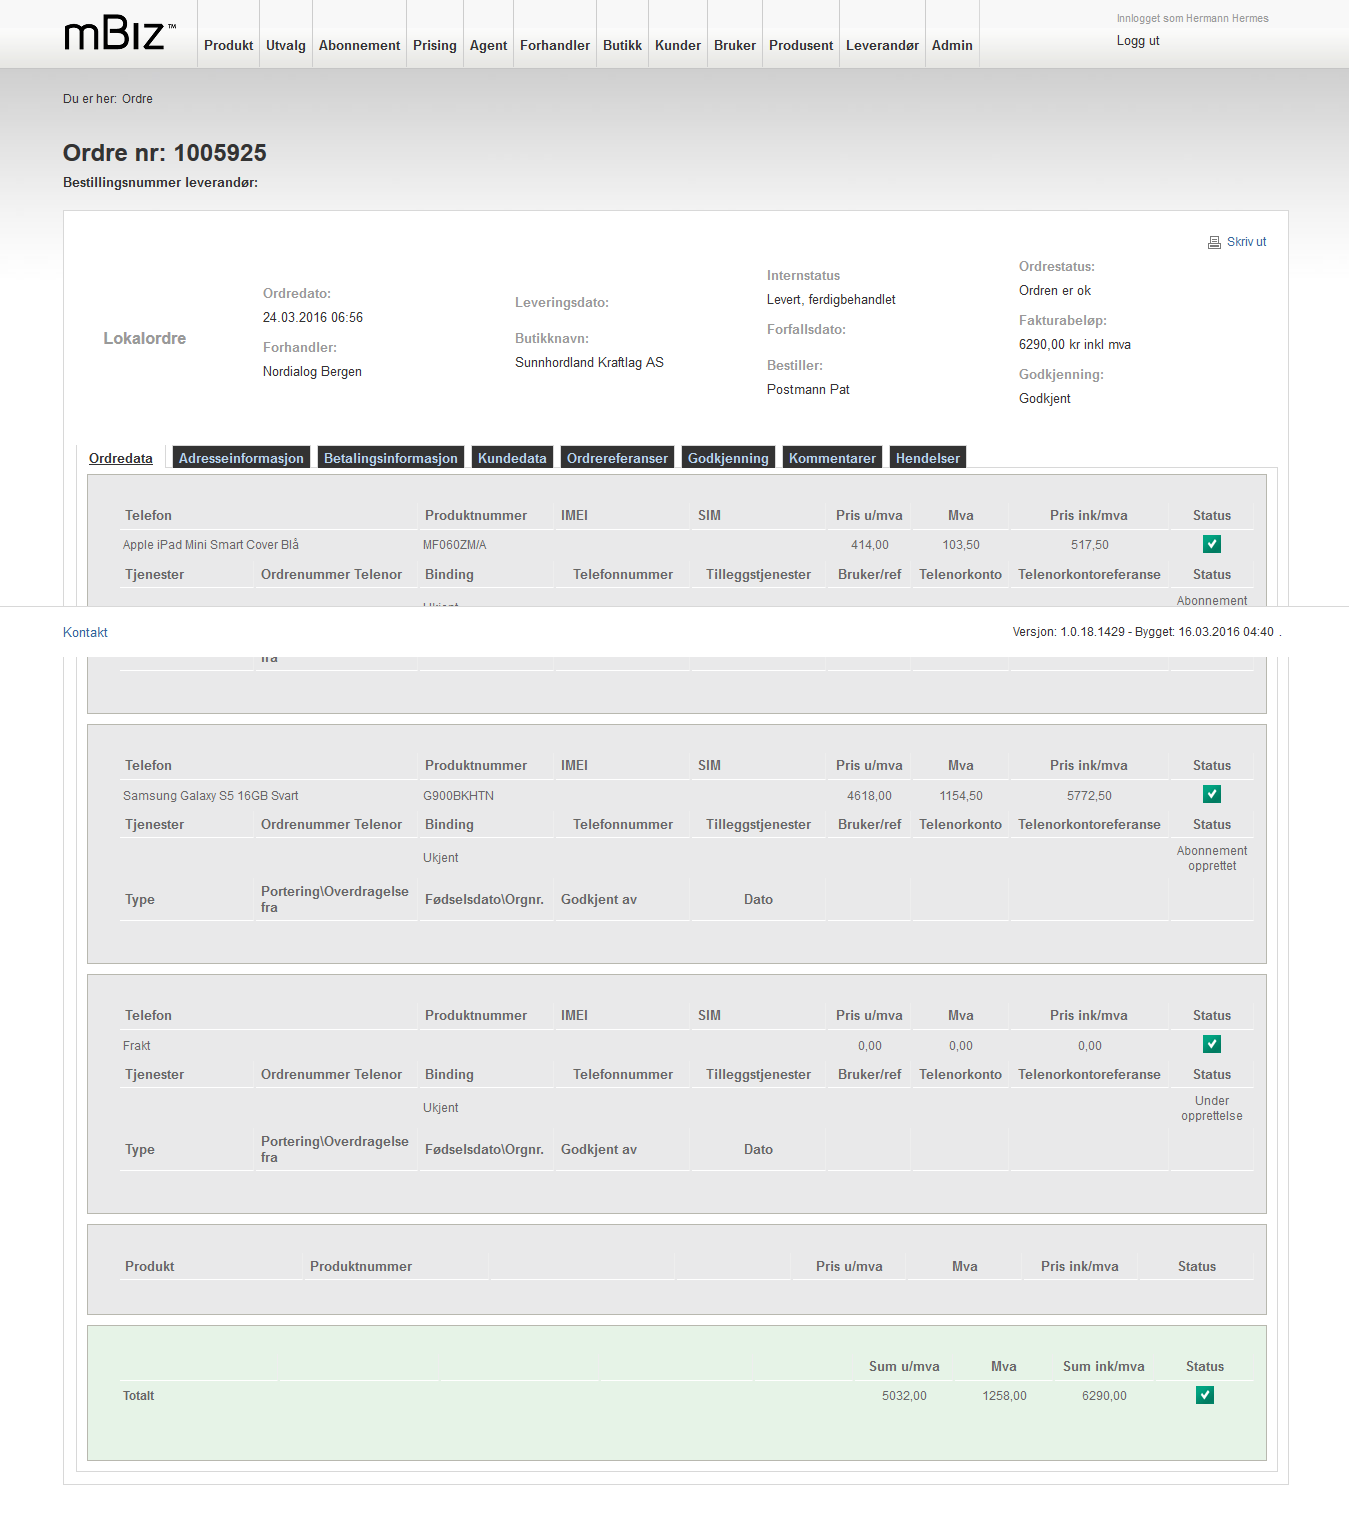 mBiz™
Produkt Utvalg Abonnement Prising Agent Forhandler Butikk Kunder Bruker Produsent Leverandør Admin
Innlogget som Hermann Hermes
Logg ut
Du er her: Ordre
Ordre nr: 1005925
Bestillingsnummer leverandør:
Skriv ut
Lokalordre
Ordredato:
24.03.2016 06:56
Forhandler:
Nordialog Bergen
Leveringsdato:
Butikknavn:
Sunnhordland Kraftlag AS
Internstatus
Levert, ferdigbehandlet
Forfallsdato:
Bestiller:
Postmann Pat
Ordrestatus:
Ordren er ok
Fakturabeløp:
6290,00 kr inkl mva
Godkjenning:
Godkjent
Ordredata Adresseinformasjon Betalingsinformasjon Kundedata Ordrereferanser Godkjenning Kommentarer Hendelser
Telefon Produktnummer IMEI SIM Pris u/mva Mva Pris ink/mva Status
Apple iPad Mini Smart Cover Blå MF060ZM/A 414,00 103,50 517,50
Tjenester Ordrenummer Telenor Binding Telefonnummer Tilleggstjenester Bruker/ref Telenorkonto Telenorkontoreferanse Status
Ukjent Abonnement
Kontakt Versjon: 1.0.18.1429 - Bygget: 16.03.2016 04:40 .
fra
Telefon Produktnummer IMEI SIM Pris u/mva Mva Pris ink/mva Status
Samsung Galaxy S5 16GB Svart G900BKHTN 4618,00 1154,50 5772,50
Tjenester Ordrenummer Telenor Binding Telefonnummer Tilleggstjenester Bruker/ref Telenorkonto Telenorkontoreferanse Status
Ukjent Abonnement
opprettet
Type Portering\Overdragelse fra Fødselsdato\Orgnr. Godkjent av Dato
Telefon Produktnummer IMEI SIM Pris u/mva Mva Pris ink/mva Status
Frakt 0,00 0,00 0,00
Tjenester Ordrenummer Telenor Binding Telefonnummer Tilleggstjenester Bruker/ref Telenorkonto Telenorkontoreferanse Status
Ukjent Under
opprettelse
Type Portering\Overdragelse fra Fødselsdato\Orgnr. Godkjent av Dato
Produkt Produktnummer Pris u/mva Mva Pris ink/mva Status
Sum u/mva Mva Sum ink/mva Status
Totalt 5032,00 1258,00 6290,00